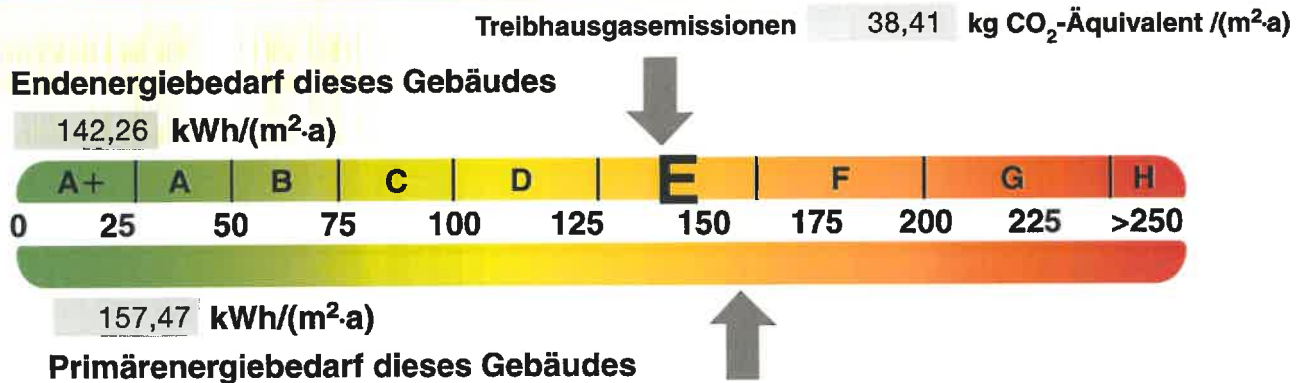 Treibhausgasemissionen 38,41 kg CO₂-Äquivalent /(m²·a)
Endenergiebedarf dieses Gebäudes
142,26 kWh/(m²·a)
A+ A B C D E F G H
0 25 50 75 100 125 150 175 200 225 >250
157,47 kWh/(m²·a)
Primärenergiebedarf dieses Gebäudes